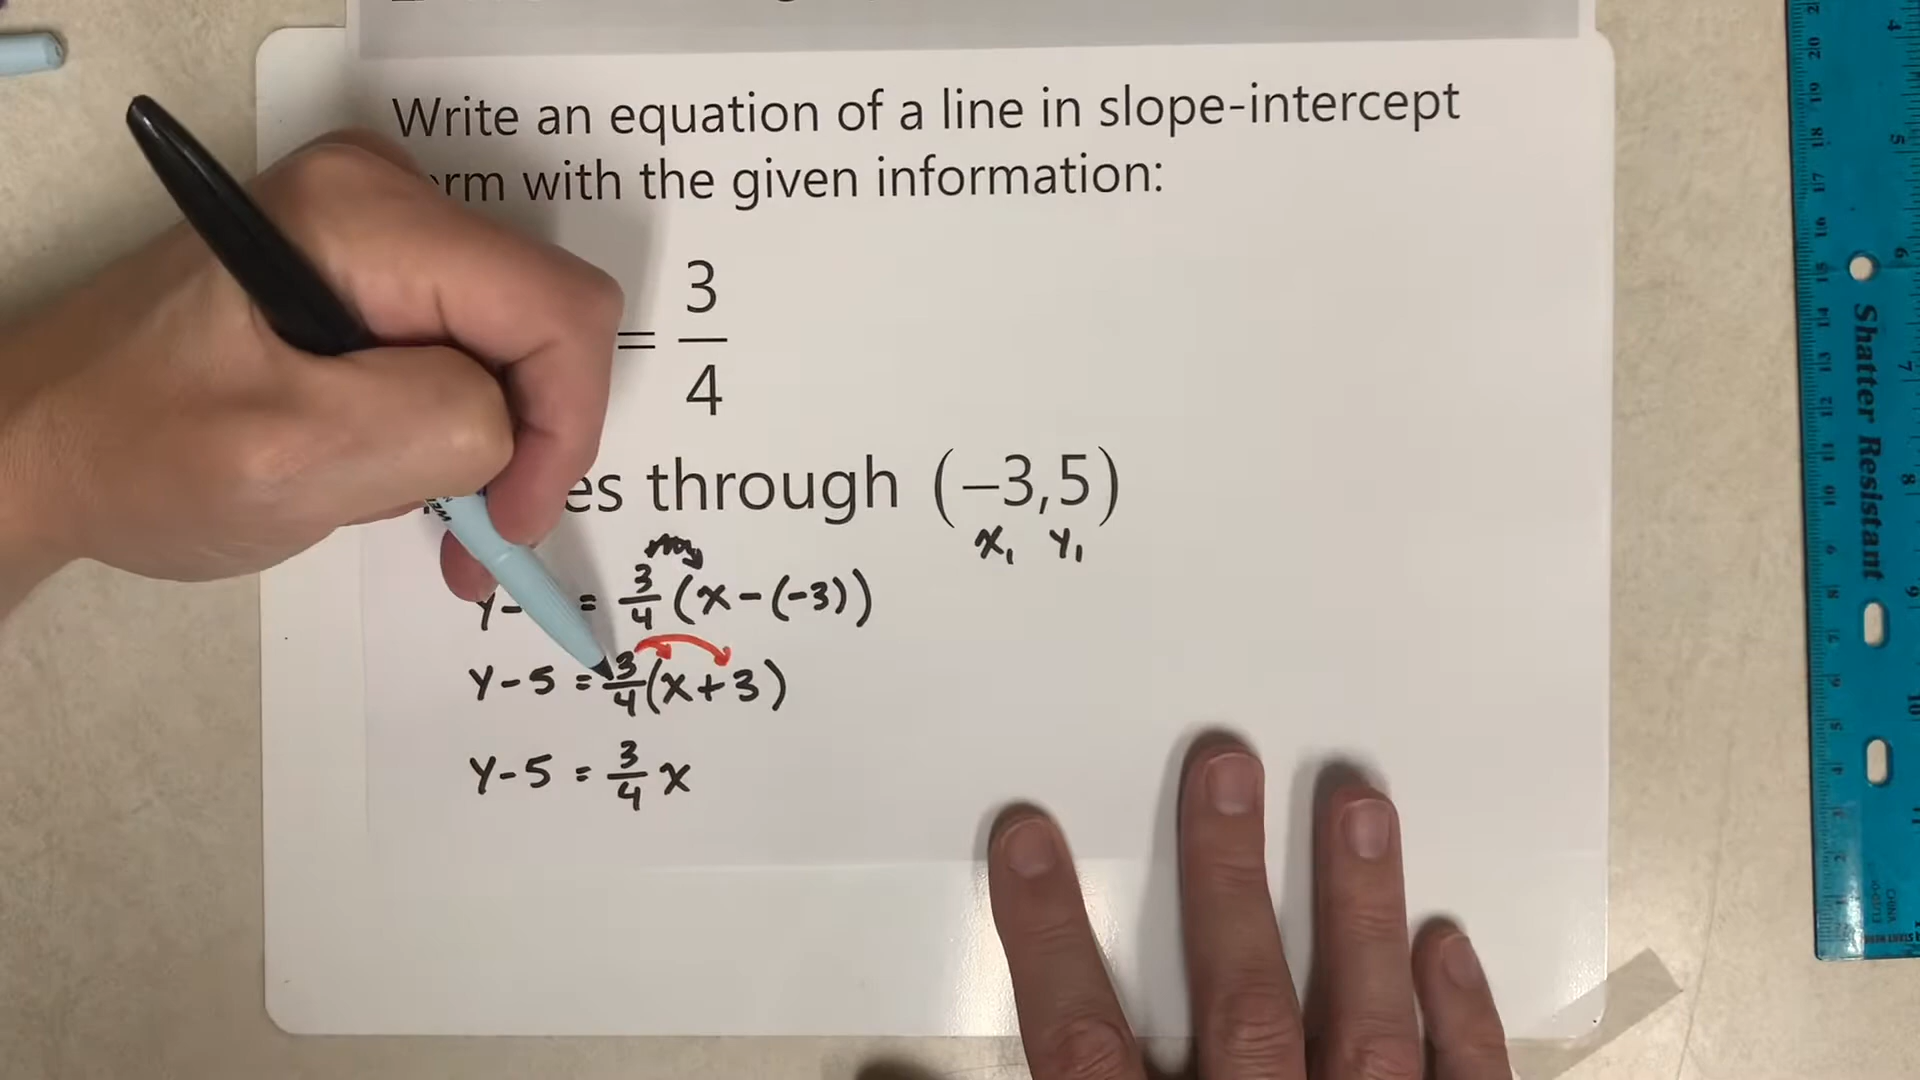 Write an equation of a line in slope-intercept
rm with the given information:
= 3/4
es through (−3,5)
x₁ y₁
y- = 3/4 (x-(-3))
y-5 = 3/4(x+3)
y-5 = 3/4 x
Shatter Resistant
CHINA